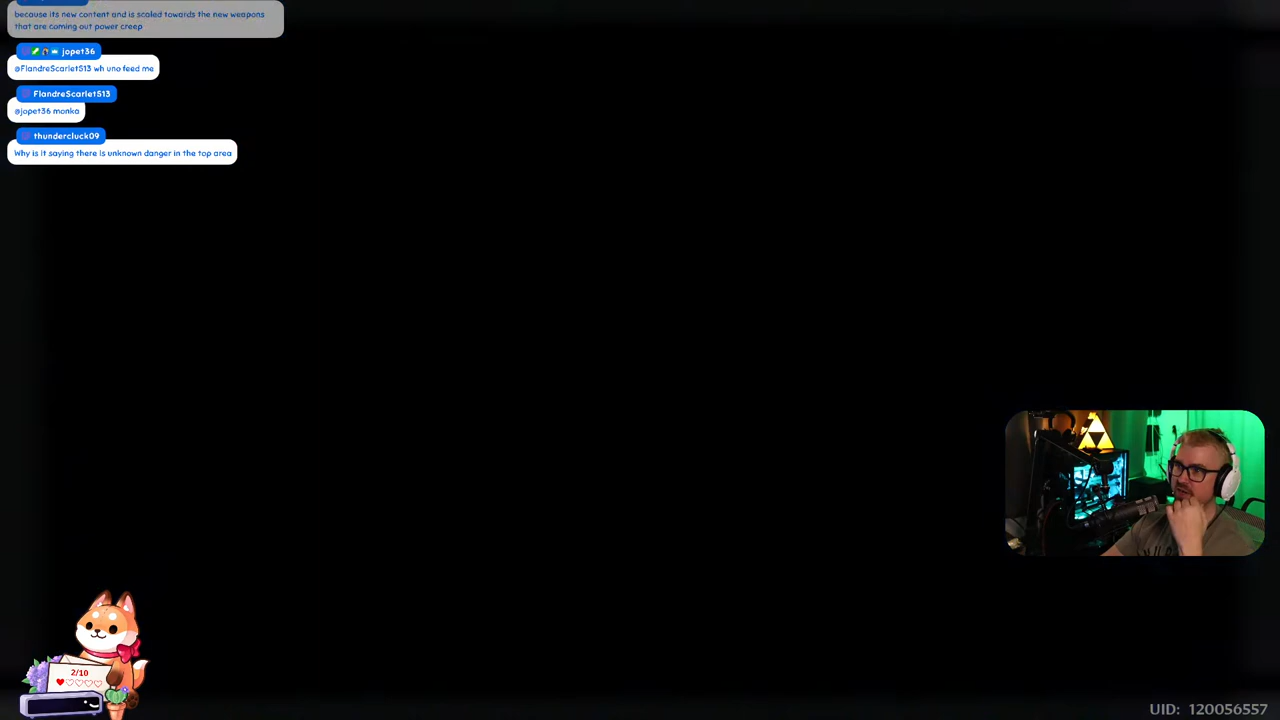 because its new content and is scaled towards the new weapons
that are coming out power creep
jopet36
@FlandreScarlet513 wh uno feed me
FlandreScarlet513
@jopet36 monka
thundercluck09
Why is it saying there is unknown danger in the top area
2/10
UID: 120056557